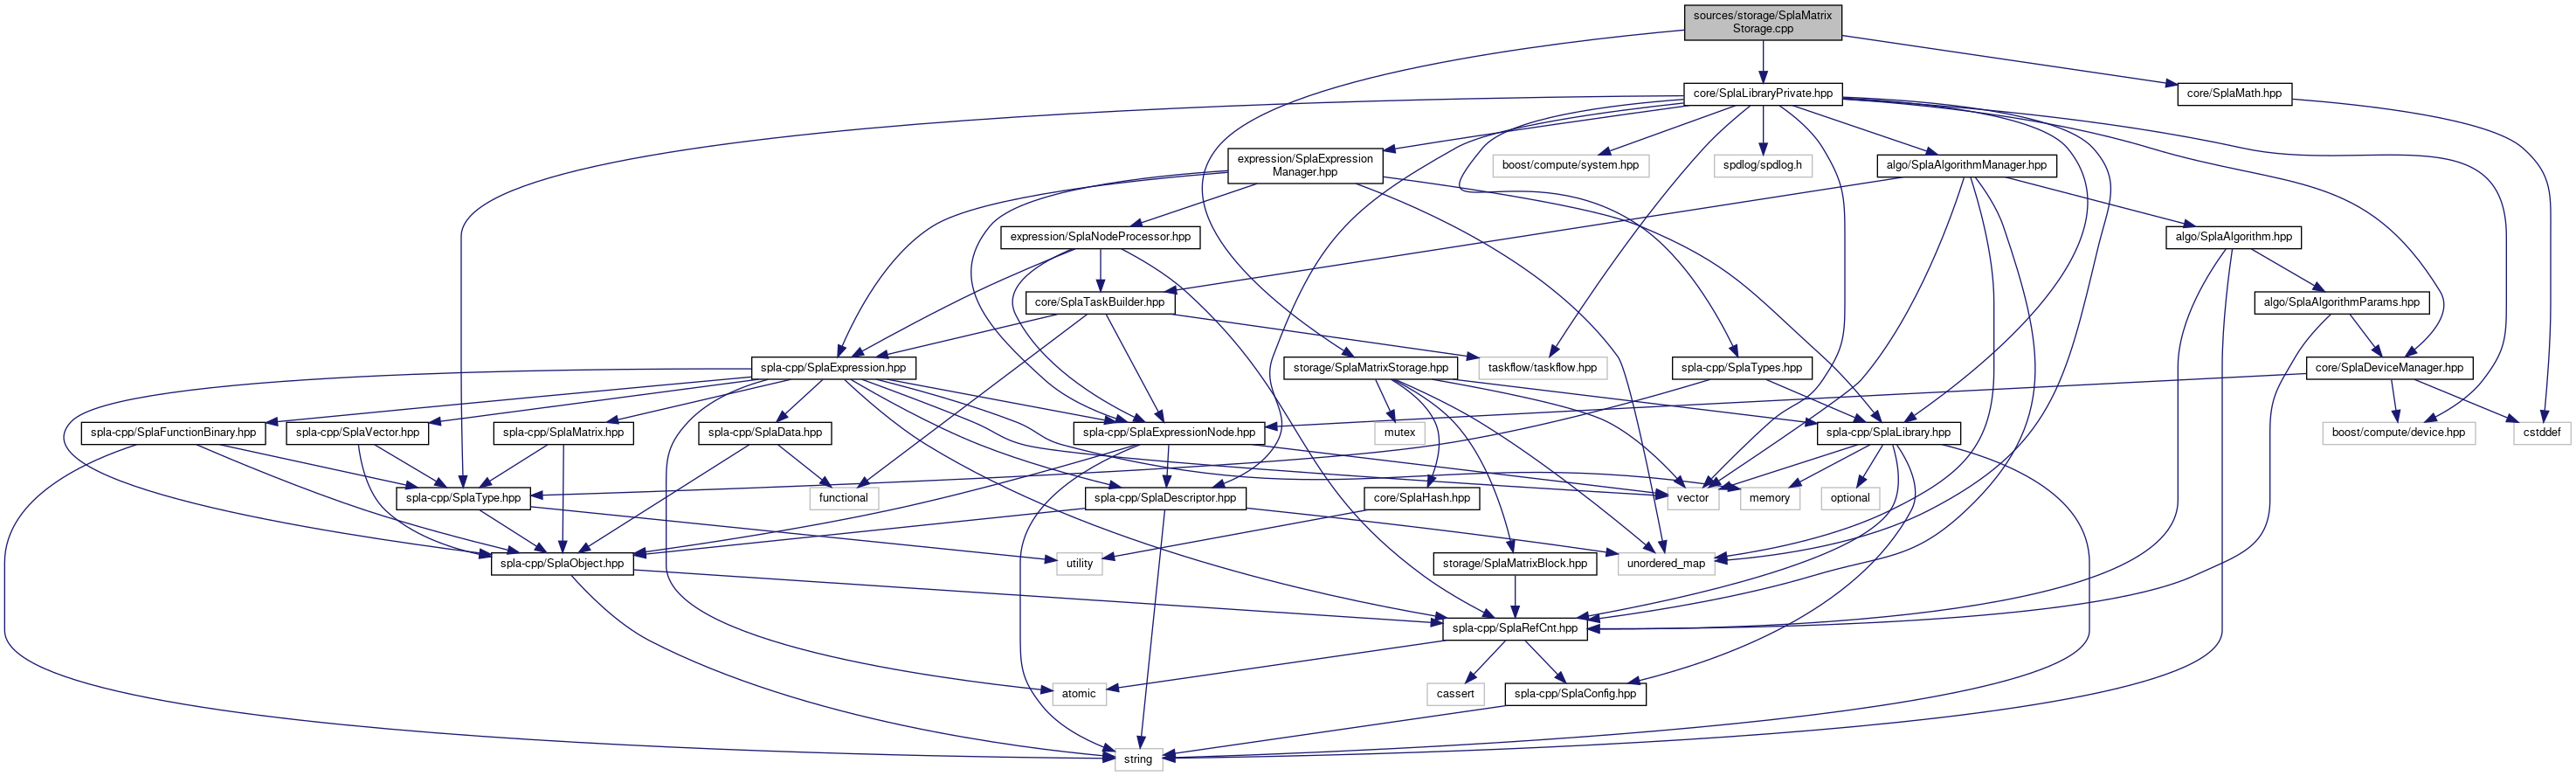 sources/storage/SplaMatrix
Storage.cpp
core/SplaLibraryPrivate.hpp
core/SplaMath.hpp
expression/SplaExpression
Manager.hpp
boost/compute/system.hpp
spdlog/spdlog.h
algo/SplaAlgorithmManager.hpp
expression/SplaNodeProcessor.hpp
algo/SplaAlgorithm.hpp
core/SplaTaskBuilder.hpp
algo/SplaAlgorithmParams.hpp
spla-cpp/SplaExpression.hpp
storage/SplaMatrixStorage.hpp
taskflow/taskflow.hpp
spla-cpp/SplaTypes.hpp
core/SplaDeviceManager.hpp
spla-cpp/SplaFunctionBinary.hpp
spla-cpp/SplaVector.hpp
spla-cpp/SplaMatrix.hpp
spla-cpp/SplaData.hpp
spla-cpp/SplaExpressionNode.hpp
mutex
spla-cpp/SplaLibrary.hpp
boost/compute/device.hpp
cstddef
spla-cpp/SplaType.hpp
functional
spla-cpp/SplaDescriptor.hpp
core/SplaHash.hpp
vector
memory
optional
spla-cpp/SplaObject.hpp
utility
storage/SplaMatrixBlock.hpp
unordered_map
spla-cpp/SplaRefCnt.hpp
atomic
cassert
spla-cpp/SplaConfig.hpp
string